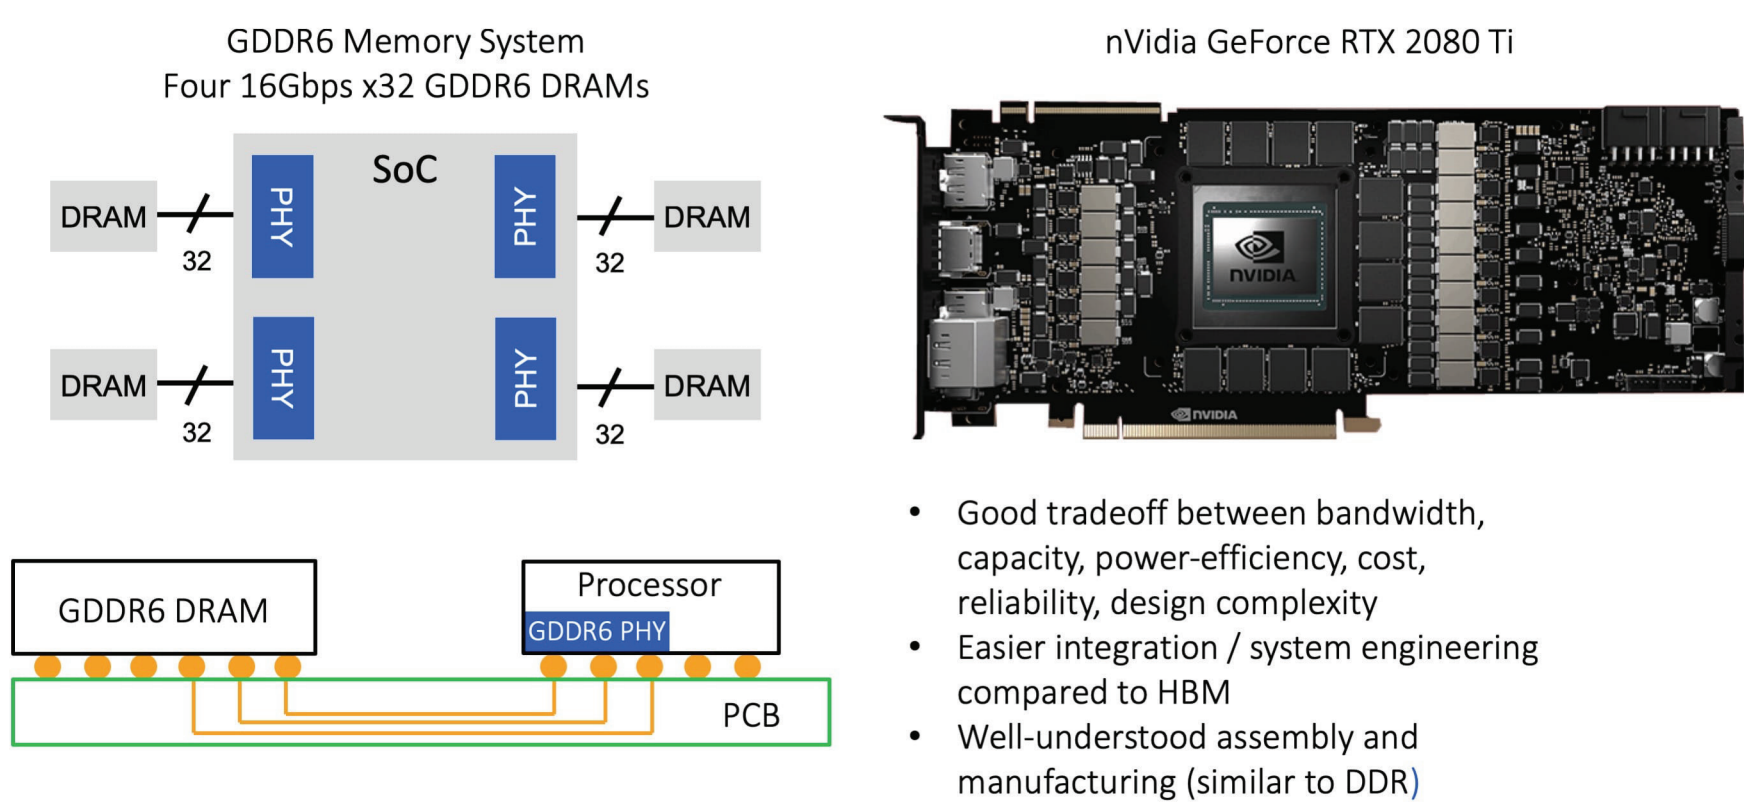 GDDR6 Memory System
Four 16Gbps x32 GDDR6 DRAMs
SoC
PHY
PHY
DRAM
DRAM
32
32
PHY
PHY
DRAM
DRAM
32
32
GDDR6 DRAM
Processor
GDDR6 PHY
PCB
nVidia GeForce RTX 2080 Ti
NVIDIA
NVIDIA
• Good tradeoff between bandwidth,
capacity, power-efficiency, cost,
reliability, design complexity
• Easier integration / system engineering
compared to HBM
• Well-understood assembly and
manufacturing (similar to DDR)